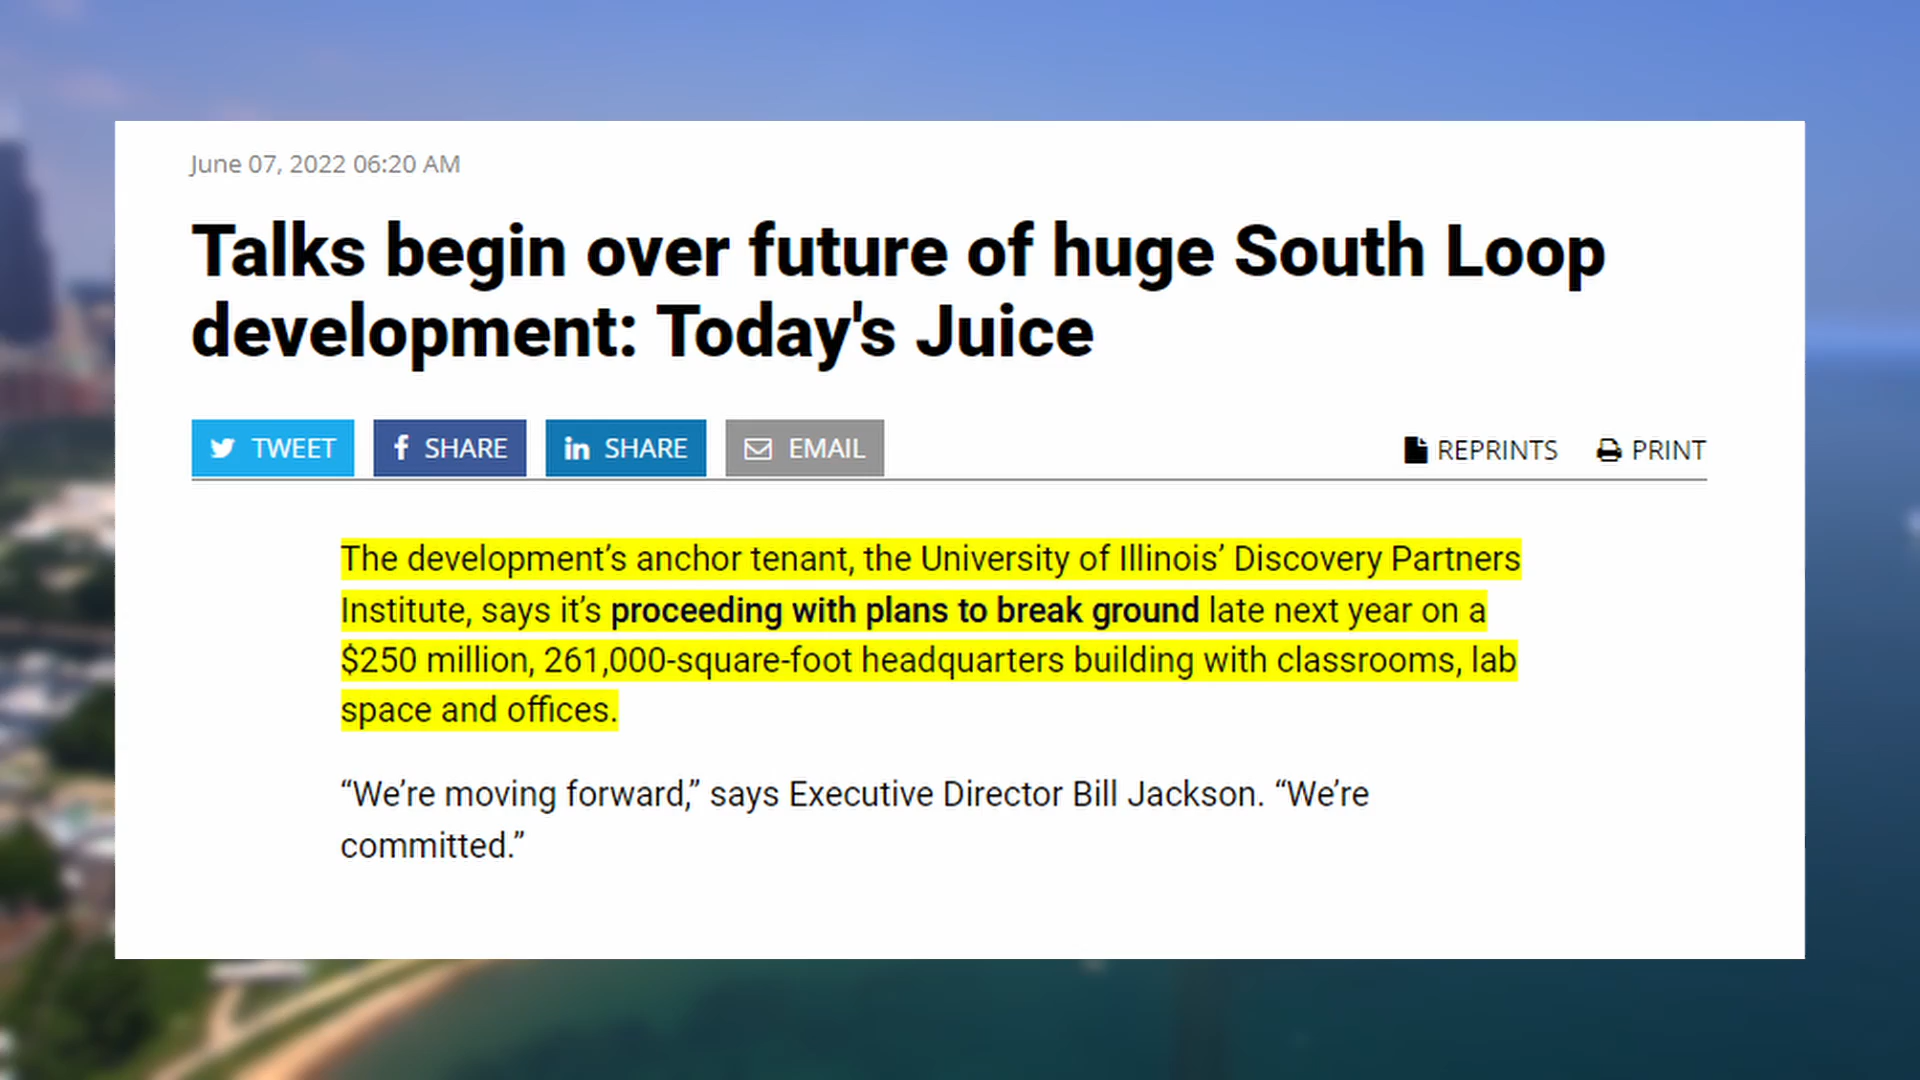 June 07, 2022 06:20 AM
Talks begin over future of huge South Loop
development: Today's Juice
TWEET SHARE SHARE EMAIL REPRINTS PRINT
The development’s anchor tenant, the University of Illinois’ Discovery Partners
Institute, says it’s proceeding with plans to break ground late next year on a
$250 million, 261,000-square-foot headquarters building with classrooms, lab
space and offices.
“We’re moving forward,” says Executive Director Bill Jackson. “We’re
committed.”